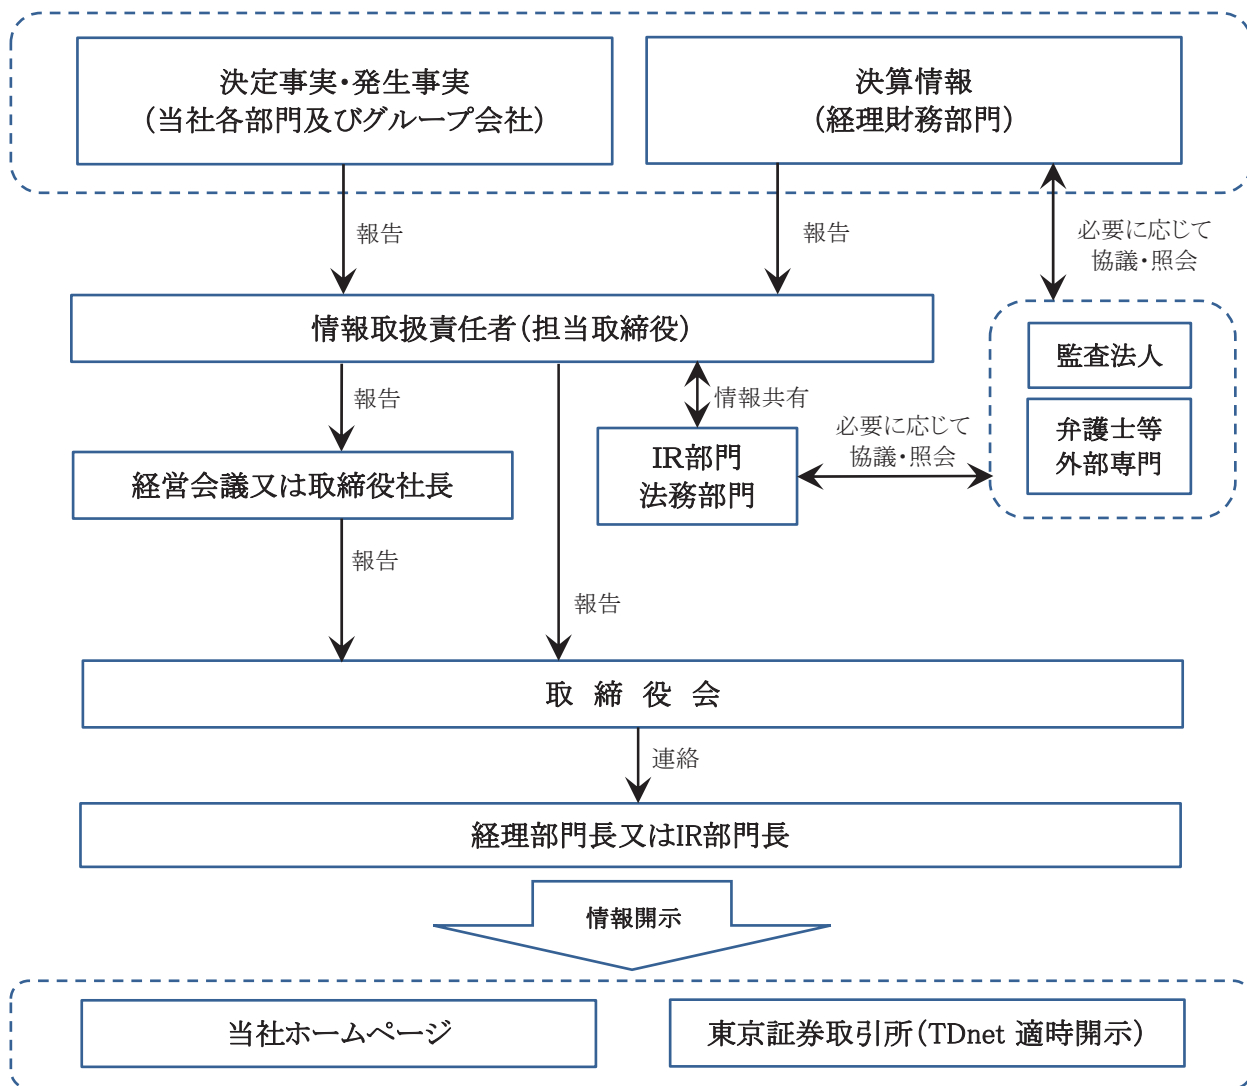 決定事実・発生事実
（当社各部門及びグループ会社）
決算情報
（経理財務部門）
報告
報告
必要に応じて
協議・照会
情報取扱責任者（担当取締役）
監査法人
弁護士等
外部専門
報告
情報共有
IR部門
法務部門
必要に応じて
協議・照会
経営会議又は取締役社長
報告
報告
取 締 役 会
連絡
経理部門長又はIR部門長
情報開示
当社ホームページ
東京証券取引所（TDnet 適時開示）